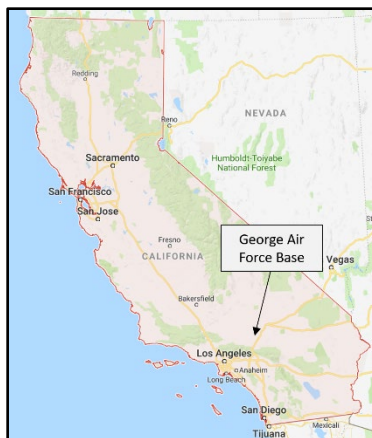 Redding
Reno
NEVADA
Humboldt-Toiyabe
National Forest
Sacramento
San Francisco
San Jose
Fresno
CALIFORNIA
George Air
Force Base
Vegas
Bakersfield
Los Angeles
Anaheim
Long Beach
San Diego
Mexicali
Tijuana